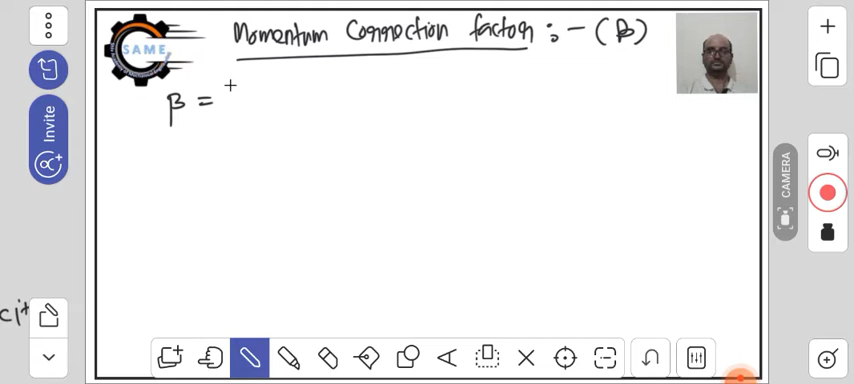 Momentum Connection factor :- (β)
SAME
β =
Invite
CAMERA